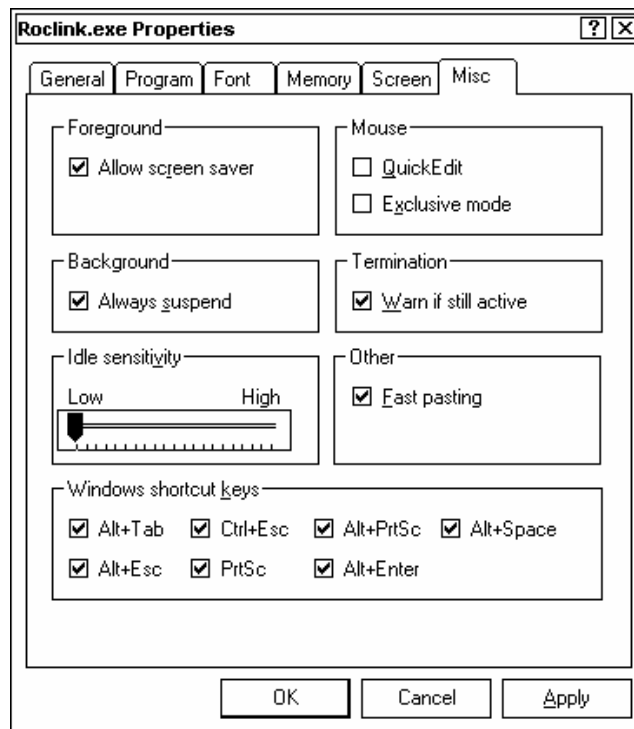 Roclink.exe Properties ? X
General Program Font Memory Screen Misc
Foreground
Allow screen saver
Mouse
QuickEdit
Exclusive mode
Background
Always suspend
Termination
Warn if still active
Idle sensitivity
Low High
Other
Fast pasting
Windows shortcut keys
Alt+Tab Ctrl+Esc Alt+PrtSc Alt+Space
Alt+Esc PrtSc Alt+Enter
OK Cancel Apply